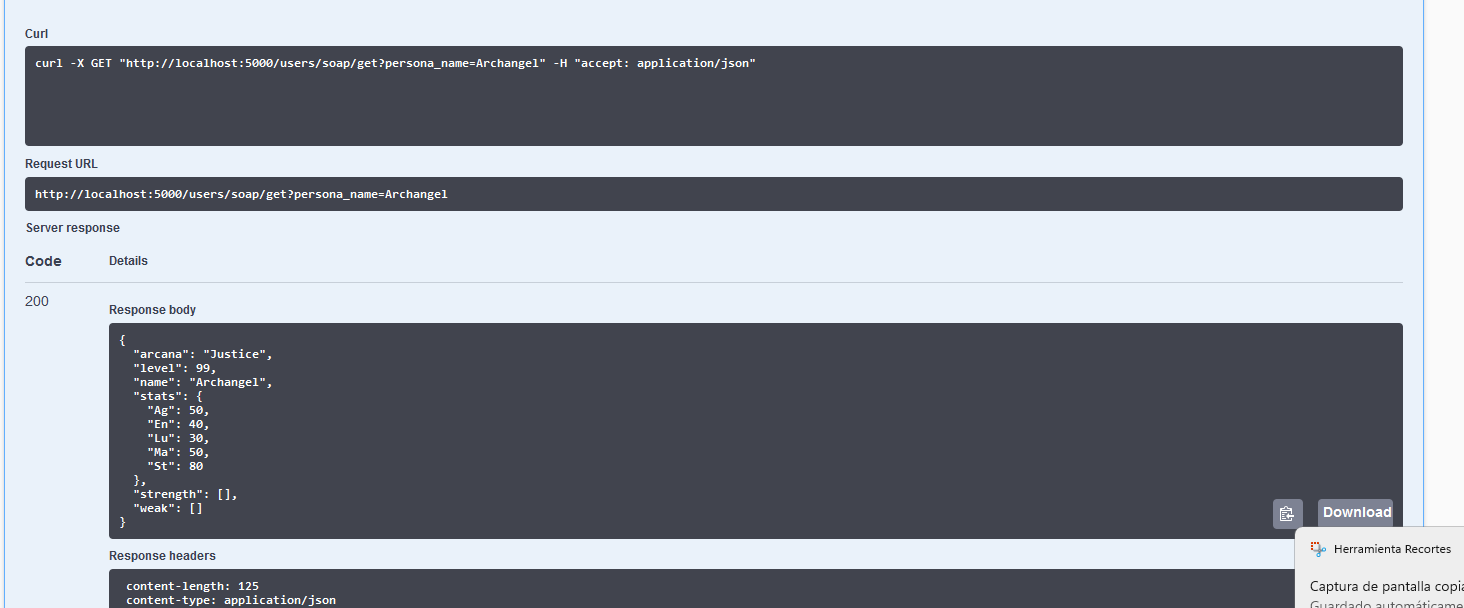 Curl
curl -X GET "http://localhost:5000/users/soap/get?persona_name=Archangel" -H "accept: application/json"
Request URL
http://localhost:5000/users/soap/get?persona_name=Archangel
Server response
Code Details
200
Response body
{
  "arcana": "Justice",
  "level": 99,
  "name": "Archangel",
  "stats": {
    "Ag": 50,
    "En": 40,
    "Lu": 30,
    "Ma": 50,
    "St": 80
  },
  "strength": [],
  "weak": []
}
Download
Response headers
content-length: 125
content-type: application/json
Herramienta Recortes
Captura de pantalla copia
Guardado automáticame